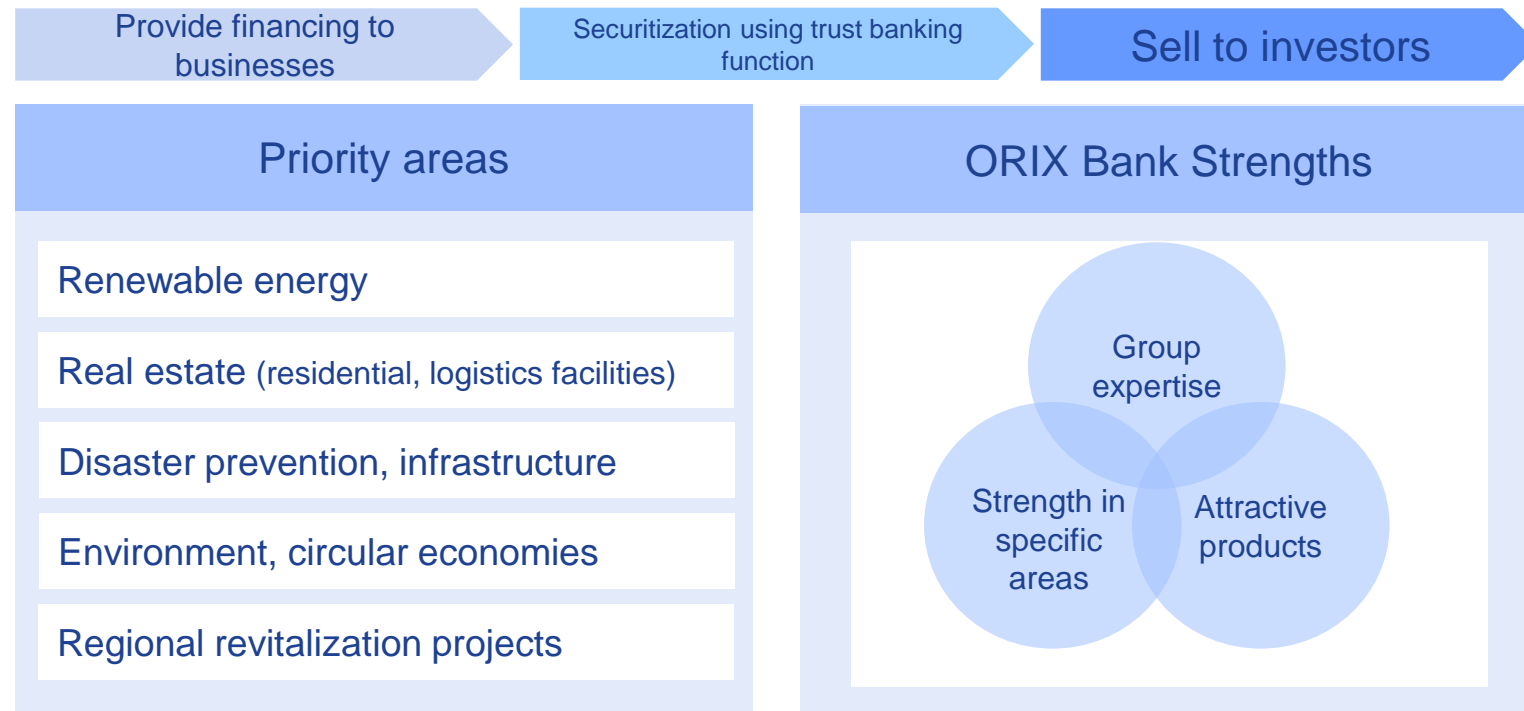 Provide financing to
businesses
Securitization using trust banking
function
Sell to investors
Priority areas
Renewable energy
Real estate (residential, logistics facilities)
Disaster prevention, infrastructure
Environment, circular economies
Regional revitalization projects
ORIX Bank Strengths
Group
expertise
Strength in
specific
areas
Attractive
products